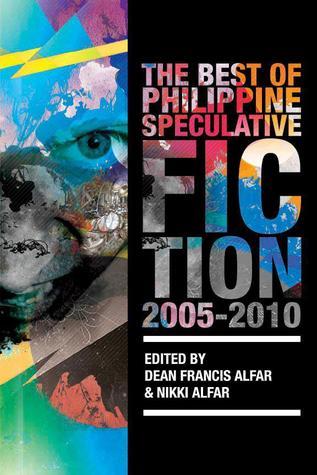 THE BEST OF
PHILIPPINE
SPECULATIVE
FIC
TION
2005-2010
EDITED BY
DEAN FRANCIS ALFAR
& NIKKI ALFAR